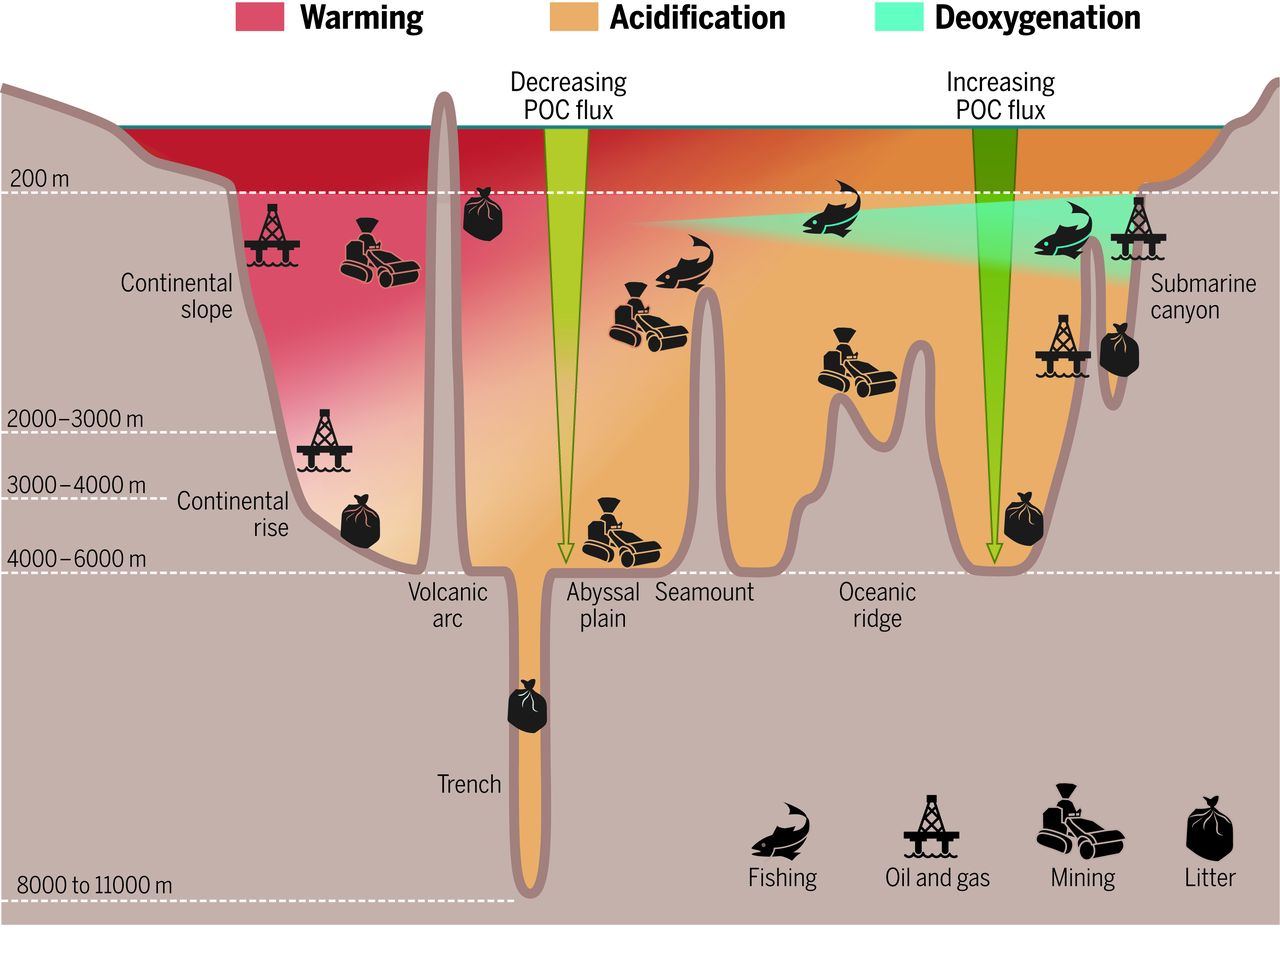 Warming
Acidification
Deoxygenation
Decreasing
POC flux
Increasing
POC flux
200 m
Continental
slope
Submarine
canyon
2000–3000 m
3000–4000 m
Continental
rise
4000–6000 m
Volcanic
arc
Abyssal
plain
Seamount
Oceanic
ridge
Trench
8000 to 11000 m
Fishing
Oil and gas
Mining
Litter